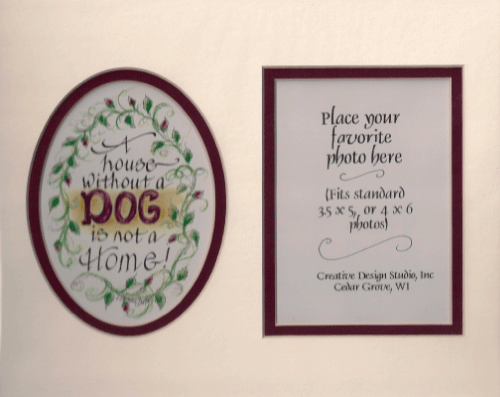 A
house
without a
DOG
is not a
Home!
Place your
favorite
photo here
(Fits standard
3.5 x 5, or 4 x 6
photos)
Creative Design Studio, Inc
Cedar Grove, WI